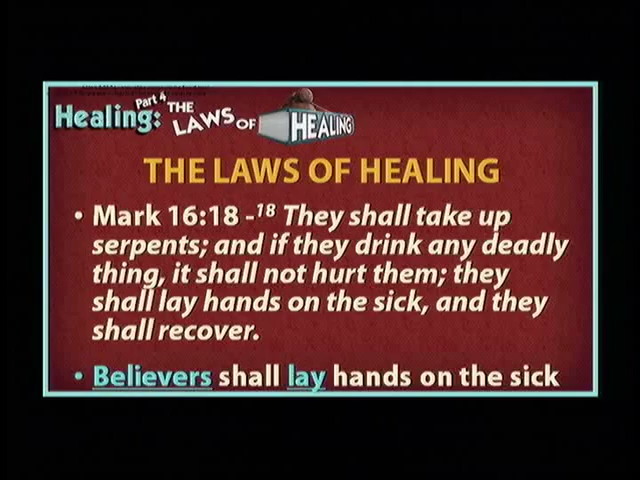 Healing: Part 4 THE LAWS OF HEALING
THE LAWS OF HEALING
• Mark 16:18 -18 They shall take up
serpents; and if they drink any deadly
thing, it shall not hurt them; they
shall lay hands on the sick, and they
shall recover.
• Believers shall lay hands on the sick